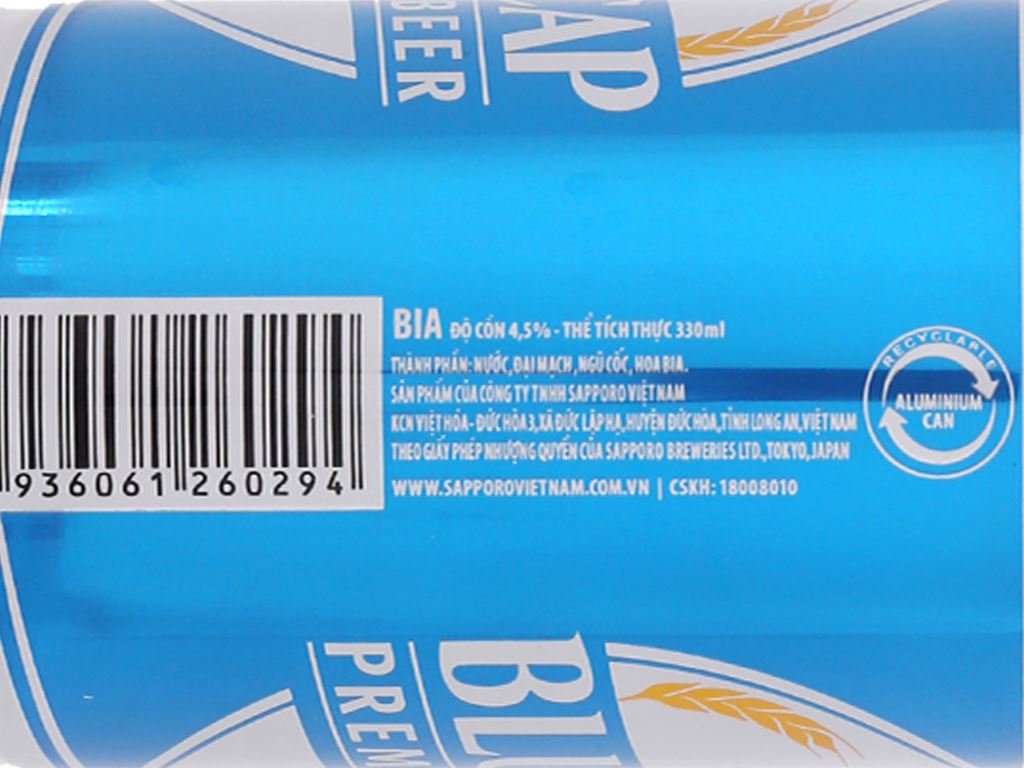 BEER
CAP
BIA ĐỘ CỒN 4,5% - THỂ TÍCH THỰC 330ml
THÀNH PHẦN: NƯỚC, ĐẠI MẠCH, NGŨ CỐC, HOA BIA.
SẢN PHẨM CỦA CÔNG TY TNHH SAPPORO VIỆT NAM
KCN VIỆT HÓA - ĐỨC HÒA 3, XÃ ĐỨC LẬP HẠ, HUYỆN ĐỨC HÒA, TỈNH LONG AN, VIỆT NAM
THEO GIẤY PHÉP NHƯỢNG QUYỀN CỦA SAPPORO BREWERIES LTD., TOKYO, JAPAN
WWW.SAPPOROVIETNAM.COM.VN | CSKH: 18008010
936061 260294
RECYCLABLE
ALUMINIUM
CAN
PREM
BLU